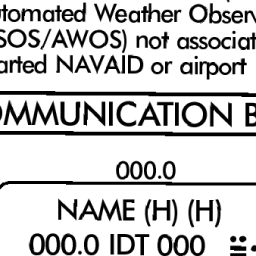 utomated Weather Observ
SOS/AWOS) not associat
arted NAVAID or airport
OMMUNICATION B
000.0
NAME (H) (H)
000.0 IDT 000